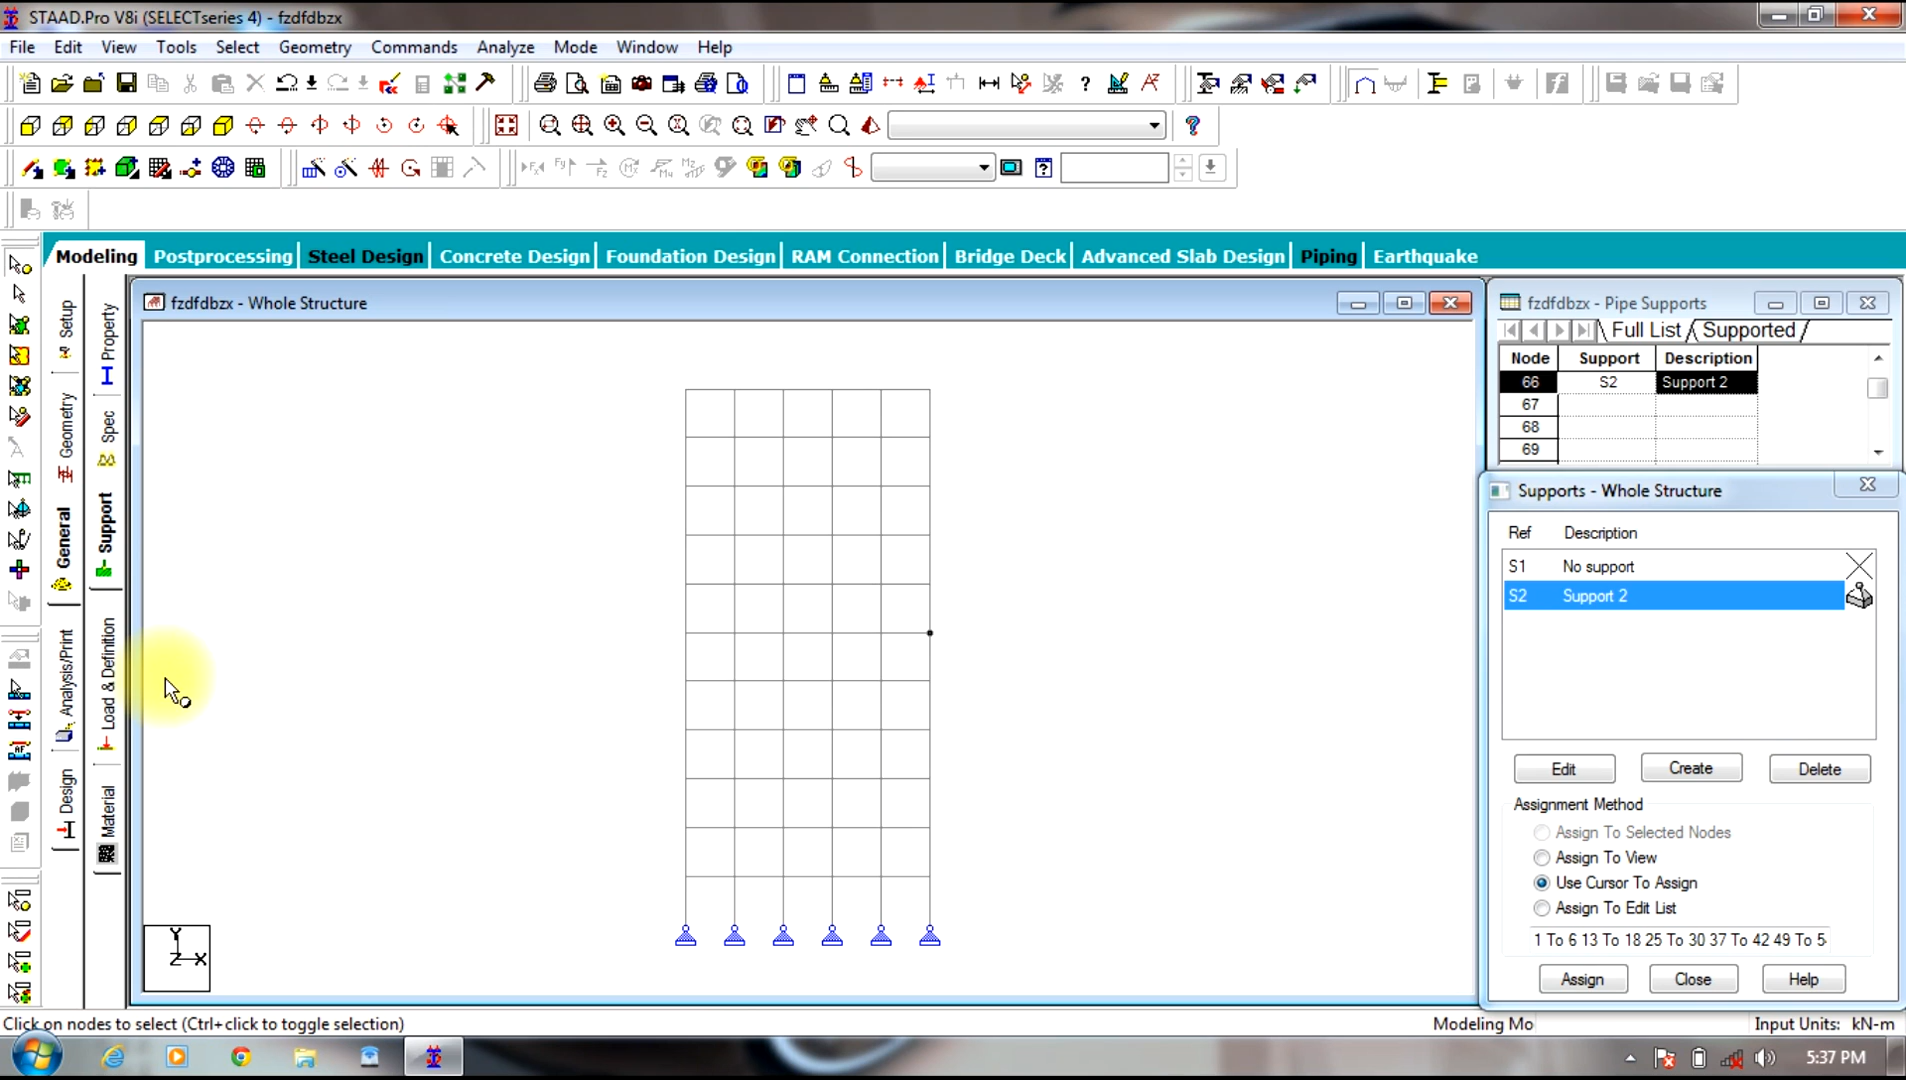 STAAD.Pro V8i (SELECTseries 4) - fzdfdbzx
File Edit View Tools Select Geometry Commands Analyze Mode Window Help
Modeling Postprocessing Steel Design Concrete Design Foundation Design RAM Connection Bridge Deck Advanced Slab Design Piping Earthquake
Setup
Geometry
General
Analysis/Print
Design
Property
Spec
Support
Load & Definition
Material
fzdfdbzx - Whole Structure
Y
Z X
fzdfdbzx - Pipe Supports
Full List Supported
Node Support Description
66 S2 Support 2
67
68
69
Supports - Whole Structure
Ref Description
S1 No support
S2 Support 2
Edit Create Delete
Assignment Method
Assign To Selected Nodes
Assign To View
Use Cursor To Assign
Assign To Edit List
1 To 6 13 To 18 25 To 30 37 To 42 49 To 5
Assign Close Help
Click on nodes to select (Ctrl+click to toggle selection)
Modeling Mo
Input Units: kN-m
5:37 PM